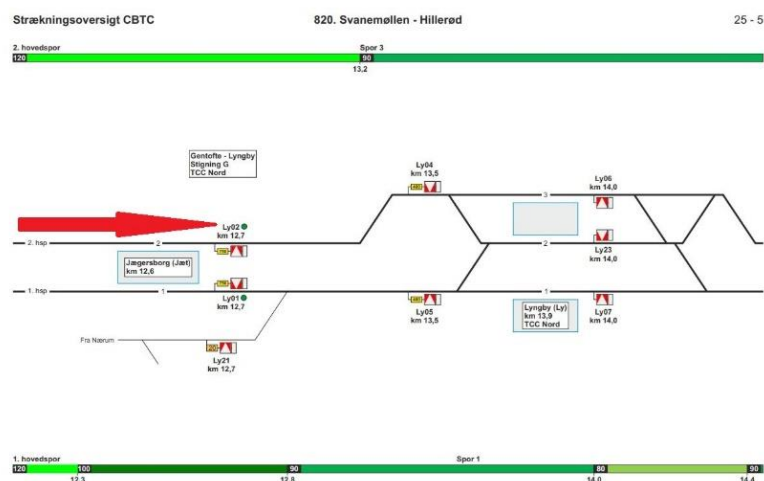 Strækningsoversigt CBTC
820. Svanemøllen - Hillerød
25 - 5
2. hovedspor
Spor 3
120
90
13,2
Gentofte - Lyngby
Stigning G
TCC Nord
Ly04
km 13,5
Ly06
km 14,0
3
Ly02
km 12,7
2. hsp
2
2
Jægersborg (Jæt)
km 12,6
Ly23
km 14,0
1. hsp
1
1
Ly01
km 12,7
Ly05
km 13,5
Lyngby (Ly)
km 13,9
TCC Nord
Ly07
km 14,0
Fra Nærum
Ly21
km 12,7
1. hovedspor
Spor 1
120
100
90
80
90
12,3
12,8
14,0
14,4